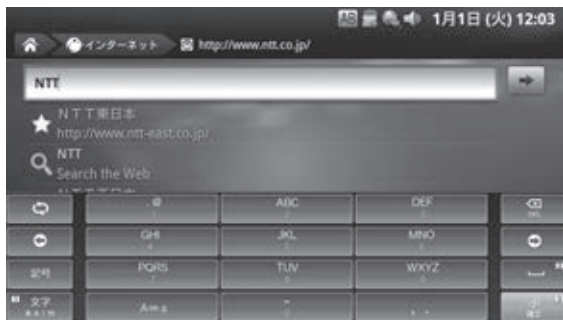 1月1日 (火) 12:03
インターネット http://www.ntt.co.jp/
NTT
NTT東日本
http://www.ntt-east.co.jp/
NTT
Search the Web
.@ ABC DEF
GHI JKL MNO
記号 PQRS TUV WXYZ
文字 A↔a
確定